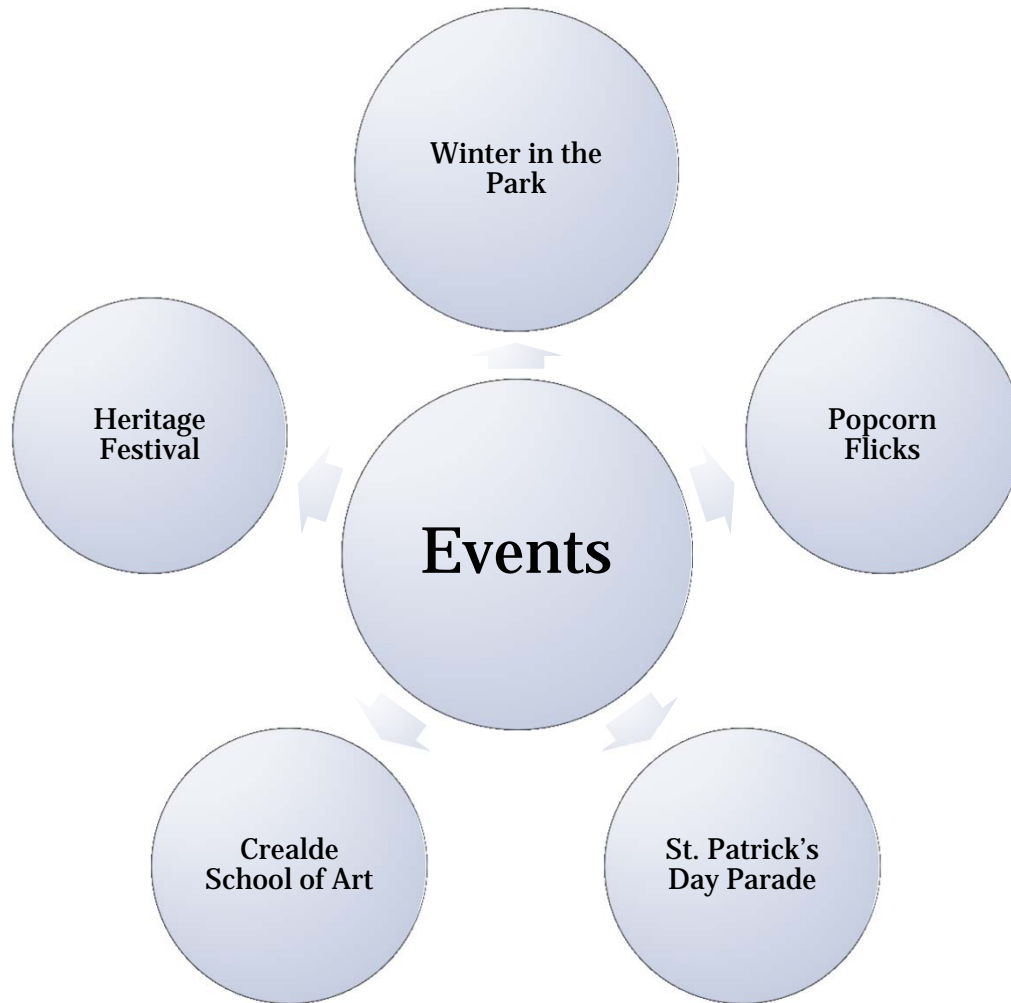 Winter in the
Park
Heritage
Festival
Popcorn
Flicks
Events
Crealde
School of Art
St. Patrick’s
Day Parade